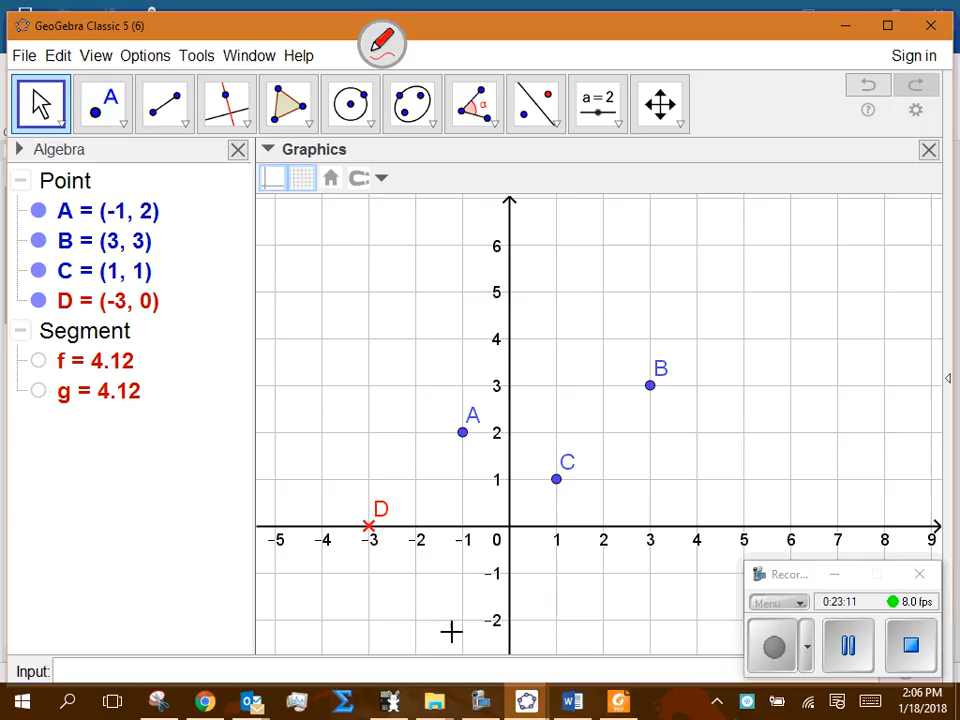 GeoGebra Classic 5 (6)
File Edit View Options Tools Window Help
Sign in
A
α
a = 2
Algebra
Graphics
Point
A = (-1, 2)
B = (3, 3)
C = (1, 1)
D = (-3, 0)
Segment
f = 4.12
g = 4.12
6
5
4
3
2
1
B
A
C
D
−5 −4 −3 −2 −1 0 1 2 3 4 5 6 7 8 9
−1
−2
Recor...
Menu
0:23:11
8.0 fps
Input:
2:06 PM
1/18/2018